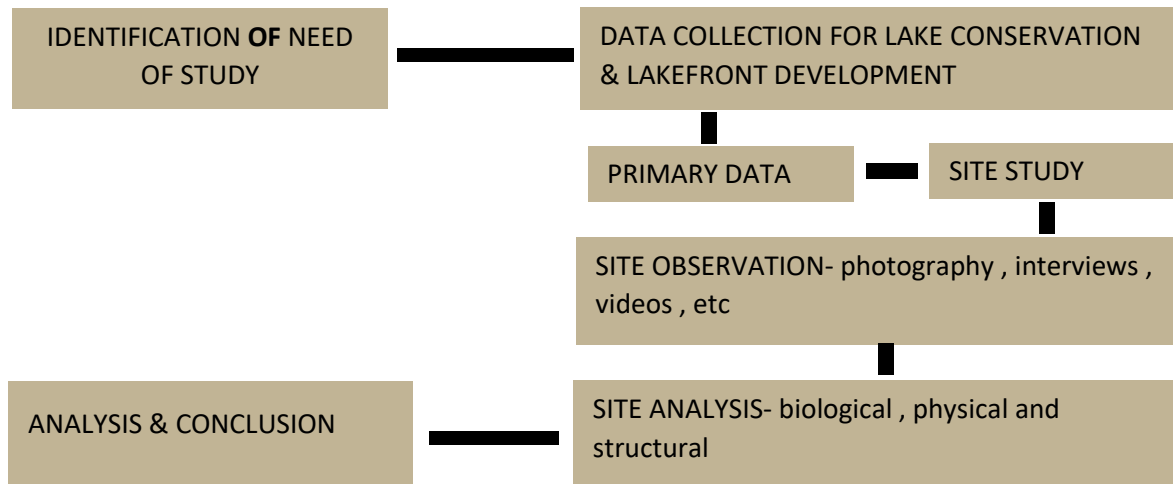 IDENTIFICATION OF NEED
OF STUDY
DATA COLLECTION FOR LAKE CONSERVATION
& LAKEFRONT DEVELOPMENT
PRIMARY DATA
SITE STUDY
SITE OBSERVATION- photography , interviews ,
videos , etc
SITE ANALYSIS- biological , physical and
structural
ANALYSIS & CONCLUSION